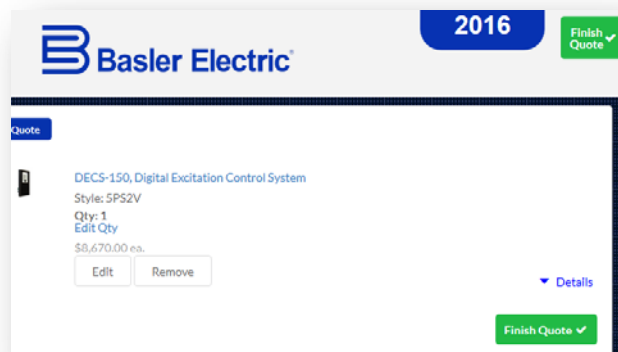 2016
Finish
Quote
Basler Electric
Quote
DECS-150, Digital Excitation Control System
Style: 5PS2V
Qty: 1
Edit Qty
$8,670.00 ea.
Edit
Remove
Details
Finish Quote